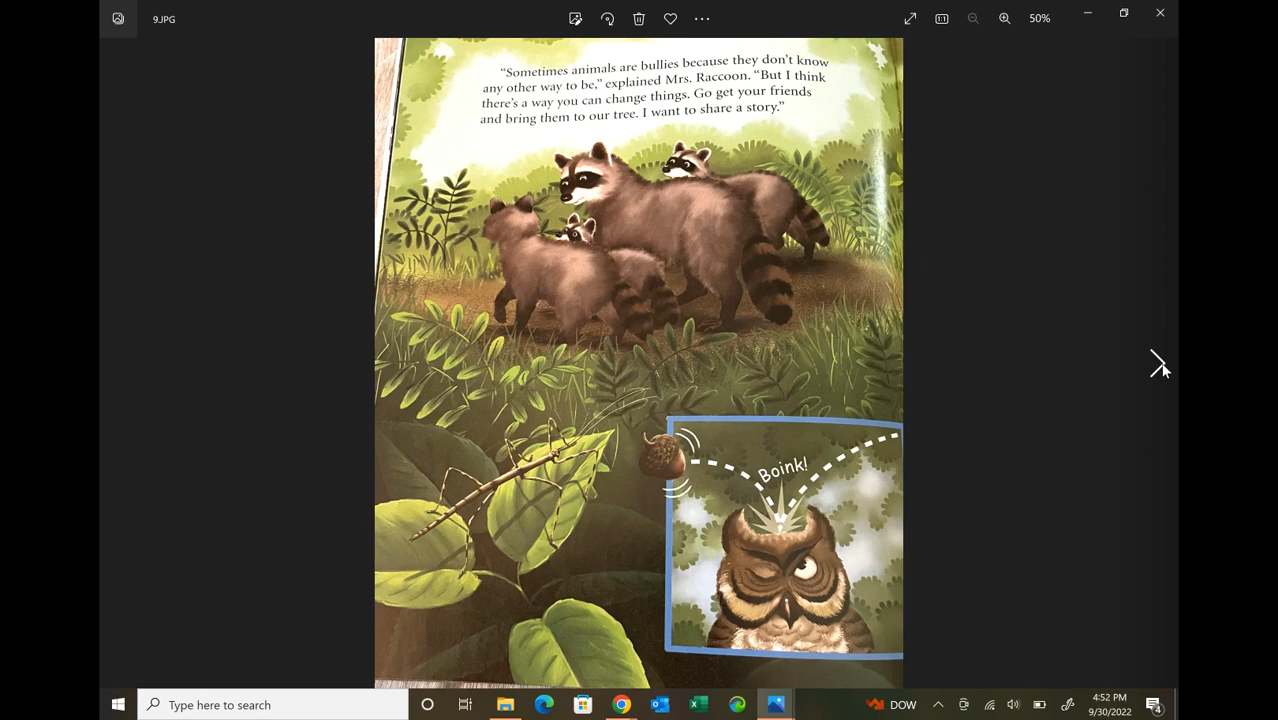 9.JPG
50%
“Sometimes animals are bullies because they don’t know
any other way to be,” explained Mrs. Raccoon. “But I think
there’s a way you can change things. Go get your friends
and bring them to our tree. I want to share a story.”
Boink!
Type here to search
DOW
4:52 PM
9/30/2022
4